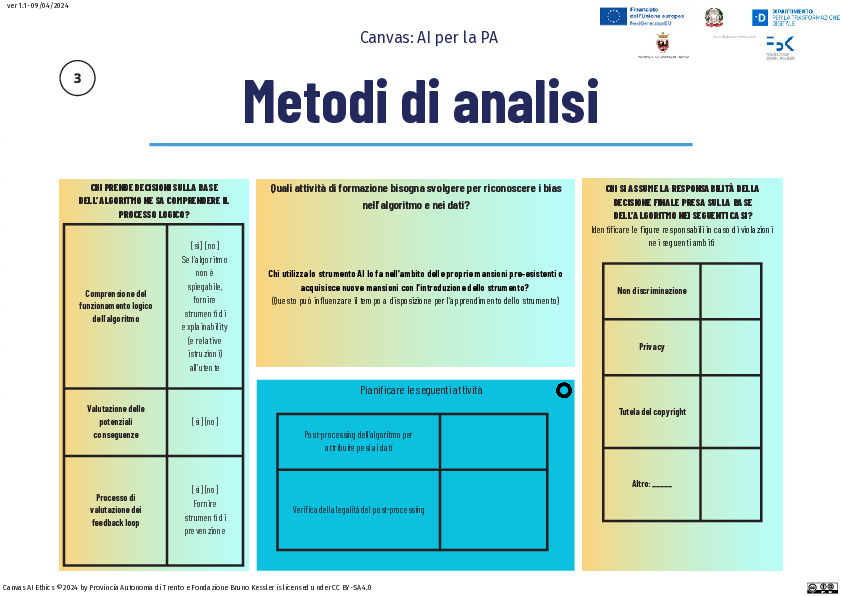 ver 1.1 - 09/04/2024
Finanziato
dall'Unione europea
NextGenerationEU
DIPARTIMENTO
PER LA TRASFORMAZIONE
DIGITALE
Canvas: AI per la PA
PROVINCIA AUTONOMA DI TRENTO
FONDAZIONE
BRUNO KESSLER
3
Metodi di analisi
CHI PRENDE DECISIONI SULLA BASE
DELL'ALGORITMO NE SA COMPRENDERE IL
PROCESSO LOGICO?
Comprensione del
funzionamento logico
dell'algoritmo
[si] [no]
Se l'algoritmo
non è
spiegabile,
fornire
strumenti di
explainability
(e relative
istruzioni)
all'utente
Valutazione delle
potenziali
conseguenze
[si] [no]
Processo di
valutazione dei
feedback loop
[si] [no]
Fornire
strumenti di
prevenzione
Quali attività di formazione bisogna svolgere per riconoscere i bias
nell'algoritmo e nei dati?
Chi utilizza lo strumento AI lo fa nell'ambito delle proprie mansioni pre-esistenti o
acquisisce nuove mansioni con l'introduzione dello strumento?
(Questo può influenzare il tempo a disposizione per l'apprendimento dello strumento)
Pianificare le seguenti attività
Post-processing dell'algoritmo per
attribuire pesi ai dati
Verifica della legalità del post-processing
CHI SI ASSUME LA RESPONSABILITÀ DELLA
DECISIONE FINALE PRESA SULLA BASE
DELL'ALGORITMO NEI SEGUENTI CASI?
Identificare le figure responsabili in caso di violazioni
nei seguenti ambiti
Non discriminazione
Privacy
Tutela del copyright
Altro: _____
Canvas AI Ethics © 2024 by Provincia Autonoma di Trento e Fondazione Bruno Kessler is licensed under CC BY-SA 4.0